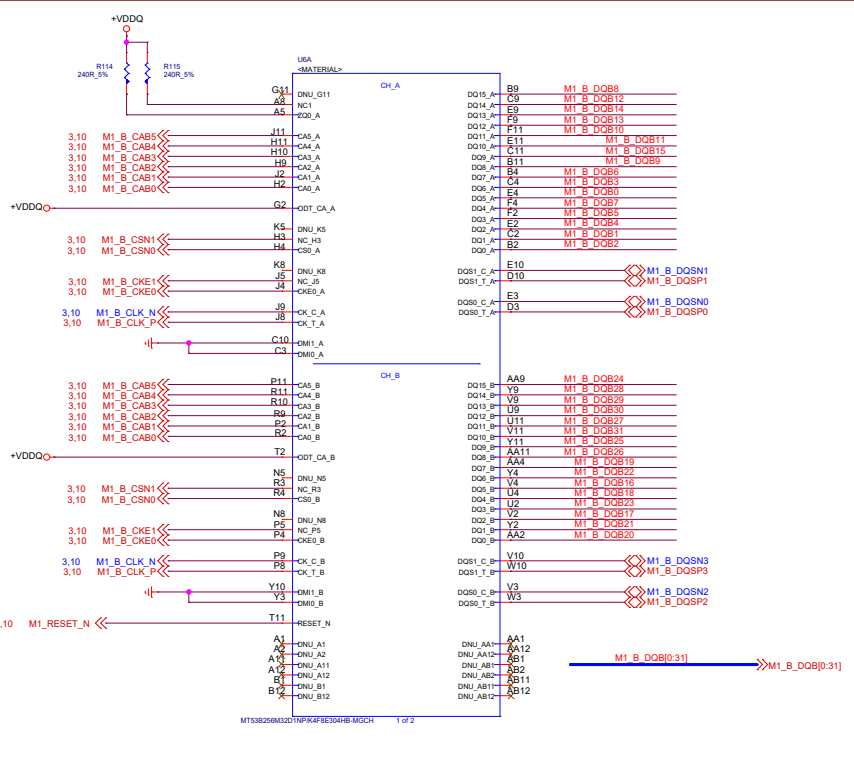 +VDDQ
R114
240R_5%
R115
240R_5%
U6A
<MATERIAL>
CH_A
G11 DNU_G11 DQ15_A B9 M1_B_DQB8
A8 NC1 DQ14_A C9 M1_B_DQB12
A5 ZQ0_A DQ13_A E9 M1_B_DQB14
DQ12_A F9 M1_B_DQB13
3,10 M1_B_CAB5 J11 CA5_A DQ11_A F11 M1_B_DQB10
3,10 M1_B_CAB4 H11 CA4_A DQ10_A E11 M1_B_DQB11
3,10 M1_B_CAB3 H10 CA3_A DQ9_A C11 M1_B_DQB15
3,10 M1_B_CAB2 H9 CA2_A DQ8_A B11 M1_B_DQB9
3,10 M1_B_CAB1 J2 CA1_A DQ7_A B4 M1_B_DQB6
3,10 M1_B_CAB0 H2 CA0_A DQ6_A C4 M1_B_DQB3
DQ5_A E4 M1_B_DQB0
+VDDQ G2 ODT_CA_A DQ4_A F4 M1_B_DQB7
DQ3_A F2 M1_B_DQB5
K5 DNU_K5 DQ2_A E2 M1_B_DQB4
3,10 M1_B_CSN1 H3 NC_H3 DQ1_A C2 M1_B_DQB1
3,10 M1_B_CSN0 H4 CS0_A DQ0_A B2 M1_B_DQB2
K8 DNU_K8 DQS1_C_A E10 M1_B_DQSN1
3,10 M1_B_CKE1 J5 NC_J5 DQS1_T_A D10 M1_B_DQSP1
3,10 M1_B_CKE0 J4 CKE0_A
DQS0_C_A E3 M1_B_DQSN0
3,10 M1_B_CLK_N J9 CK_C_A DQS0_T_A D3 M1_B_DQSP0
3,10 M1_B_CLK_P J8 CK_T_A
C10 DMI1_A
C3 DMI0_A
CH_B
3,10 M1_B_CAB5 P11 CA5_B DQ15_B AA9 M1_B_DQB24
3,10 M1_B_CAB4 R11 CA4_B DQ14_B Y9 M1_B_DQB28
3,10 M1_B_CAB3 R10 CA3_B DQ13_B V9 M1_B_DQB29
3,10 M1_B_CAB2 R9 CA2_B DQ12_B U9 M1_B_DQB30
3,10 M1_B_CAB1 P2 CA1_B DQ11_B U11 M1_B_DQB27
3,10 M1_B_CAB0 R2 CA0_B DQ10_B V11 M1_B_DQB31
DQ9_B Y11 M1_B_DQB25
+VDDQ T2 ODT_CA_B DQ8_B AA11 M1_B_DQB26
DQ7_B AA4 M1_B_DQB19
N5 DNU_N5 DQ6_B Y4 M1_B_DQB22
3,10 M1_B_CSN1 R3 NC_R3 DQ5_B V4 M1_B_DQB16
3,10 M1_B_CSN0 R4 CS0_B DQ4_B U4 M1_B_DQB18
DQ3_B U2 M1_B_DQB23
N8 DNU_N8 DQ2_B V2 M1_B_DQB17
3,10 M1_B_CKE1 P5 NC_P5 DQ1_B Y2 M1_B_DQB21
3,10 M1_B_CKE0 P4 CKE0_B DQ0_B AA2 M1_B_DQB20
3,10 M1_B_CLK_N P9 CK_C_B DQS1_C_B V10 M1_B_DQSN3
3,10 M1_B_CLK_P P8 CK_T_B DQS1_T_B W10 M1_B_DQSP3
Y10 DMI1_B DQS0_C_B V3 M1_B_DQSN2
Y3 DMI0_B DQS0_T_B W3 M1_B_DQSP2
,10 M1_RESET_N T11 RESET_N
A1 DNU_A1 DNU_AA1 AA1
A2 DNU_A2 DNU_AA12 AA12
A11 DNU_A11 DNU_AB1 AB1 M1_B_DQB[0:31] M1_B_DQB[0:31]
A12 DNU_A12 DNU_AB2 AB2
B1 DNU_B1 DNU_AB11 AB11
B12 DNU_B12 DNU_AB12 AB12
MT53B256M32D1NP/K4F8E304HB-MGCH 1 of 2